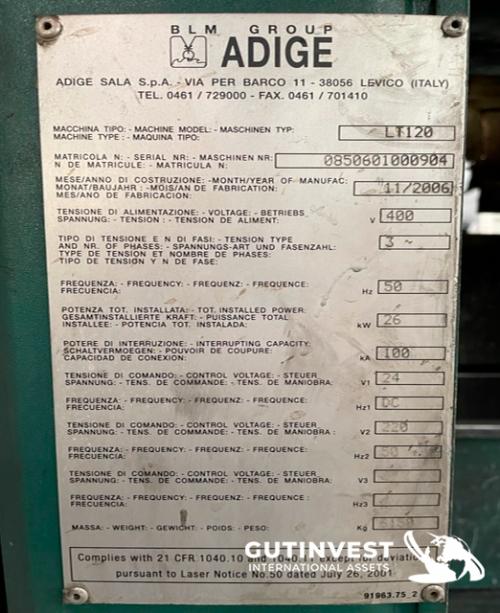 BLM GROUP
ADIGE
ADIGE SALA S.p.A. - VIA PER BARCO 11 - 38056 LEVICO (ITALY)
TEL. 0461 / 729000 - FAX. 0461 / 701410
MACCHINA TIPO: - MACHINE MODEL: - MASCHINEN TYP: LT120
MACHINE TYPE: - MAQUINA TIPO:
MATRICOLA N: - SERIAL NR: - MASCHINEN NR: 0850601000904
N DE MATRICULE: - MATRICULA N:
MESE/ANNO DI COSTRUZIONE: -MONTH/YEAR OF MANUFAC:
MONAT/BAUJAHR : -MOIS/AN DE FABRICATION: 11/2006
MES/ANO DE FABRICACION:
TENSIONE DI ALIMENTAZIONE: - VOLTAGE: - BETRIEBS
SPANNUNG: - TENSION : - TENSION DE ALIMENT: V 400
TIPO DI TENSIONE E N DI FASI: - TENSION TYPE
AND NR. OF PHASES: - SPANNUNGS-ART UND FASENZAHL: 3 ~
TYPE DE TENSION ET NOMBRE DE PHASES:
TIPO DE TENSION Y N DE FASE:
FREQUENZA: - FREQUENCY: - FREQUENZ: - FREQUENCE: Hz 50
FRECUENCIA:
POTENZA TOT. INSTALLATA: - TOT. INSTALLED POWER:
GESAMTINSTALLIERTE KRAFT: - PUISSANCE TOTAL kW 26
INSTALLEE: - POTENCIA TOT. INSTALADA:
POTERE DI INTERRUZIONE: - INTERRUPTING CAPACITY:
SCHALTVERMOEGEN: - POUVOIR DE COUPURE: kA 100
CAPACIDAD DE CONEXION:
TENSIONE DI COMANDO: - CONTROL VOLTAGE: - STEUER
SPANNUNG: - TENS. DE COMMANDE: - TENS. DE MANIOBRA: V1 24
FREQUENZA: - FREQUENCY: - FREQUENZ: - FREQUENCE: Hz1 DC
FRECUENCIA:
TENSIONE DI COMANDO: - CONTROL VOLTAGE: - STEUER
SPANNUNG: - TENS. DE COMMANDE: - TENS. DE MANIOBRA : V2 220
FREQUENZA: - FREQUENCY: - FREQUENZ: - FREQUENCE: Hz2 50
FRECUENCIA:
TENSIONE DI COMANDO: - CONTROL VOLTAGE: - STEUER
SPANNUNG: - TENS. DE COMMANDE: - TENS. DE MANIOBRA: V3
FREQUENZA: - FREQUENCY: - FREQUENZ: - FREQUENCE : Hz3
FRECUENCIA:
MASSA: - WEIGHT: - GEWICHT: - POIDS: - PESO: Kg
Complies with 21 CFR 1040.10 and 1040.11 except for deviations
pursuant to Laser Notice No.50 dated July 26, 2001
91963.75_2
GUTINVEST
INTERNATIONAL ASSETS